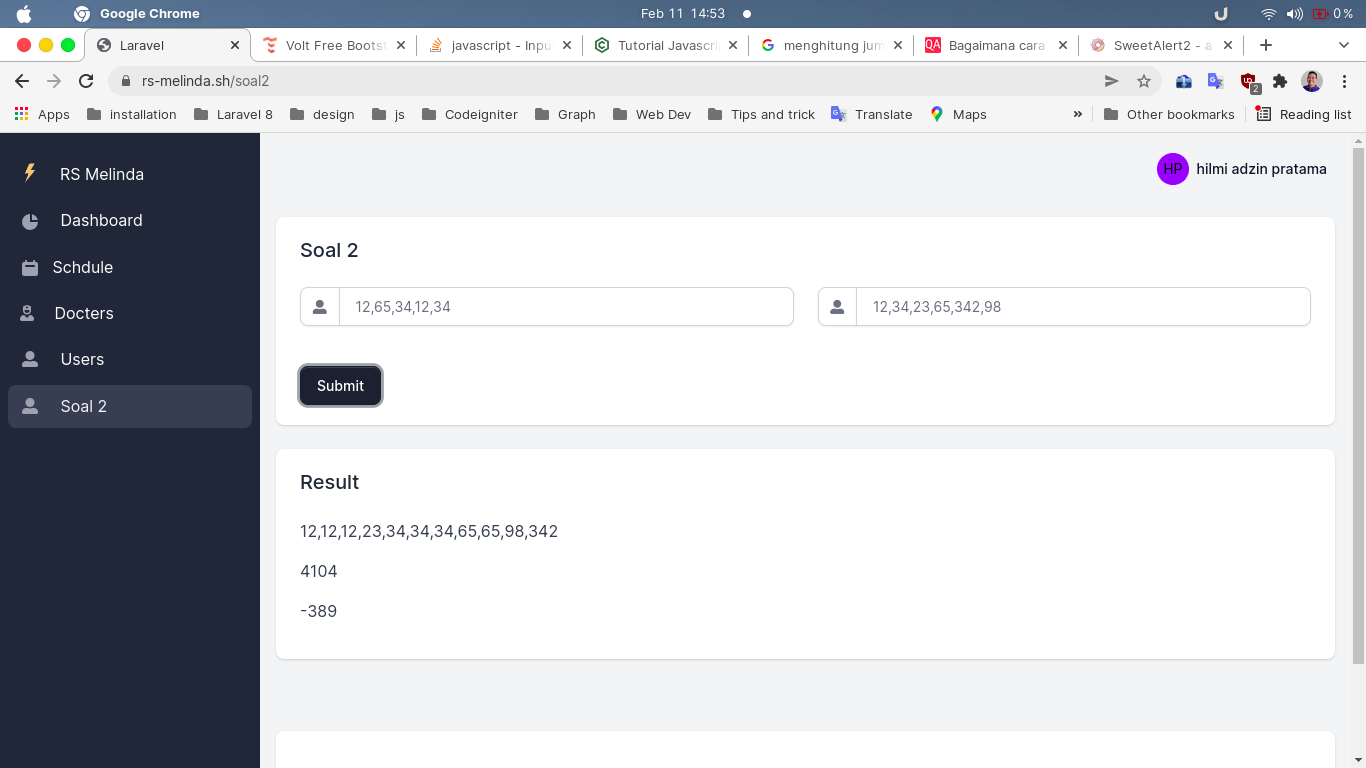 Google Chrome
Feb 11 14:53
0 %
Laravel
Volt Free Boots
javascript - Inpu
Tutorial Javascri
menghitung jum
QA Bagaimana cara
SweetAlert2 - a
rs-melinda.sh/soal2
2
Apps
installation
Laravel 8
design
js
Codeigniter
Graph
Web Dev
Tips and trick
Translate
Maps
»
Other bookmarks
Reading list
RS Melinda
HP hilmi adzin pratama
Dashboard
Schdule
Docters
Users
Soal 2
Soal 2
12,65,34,12,34
12,34,23,65,342,98
Submit
Result
12,12,12,23,34,34,34,65,65,98,342
4104
-389